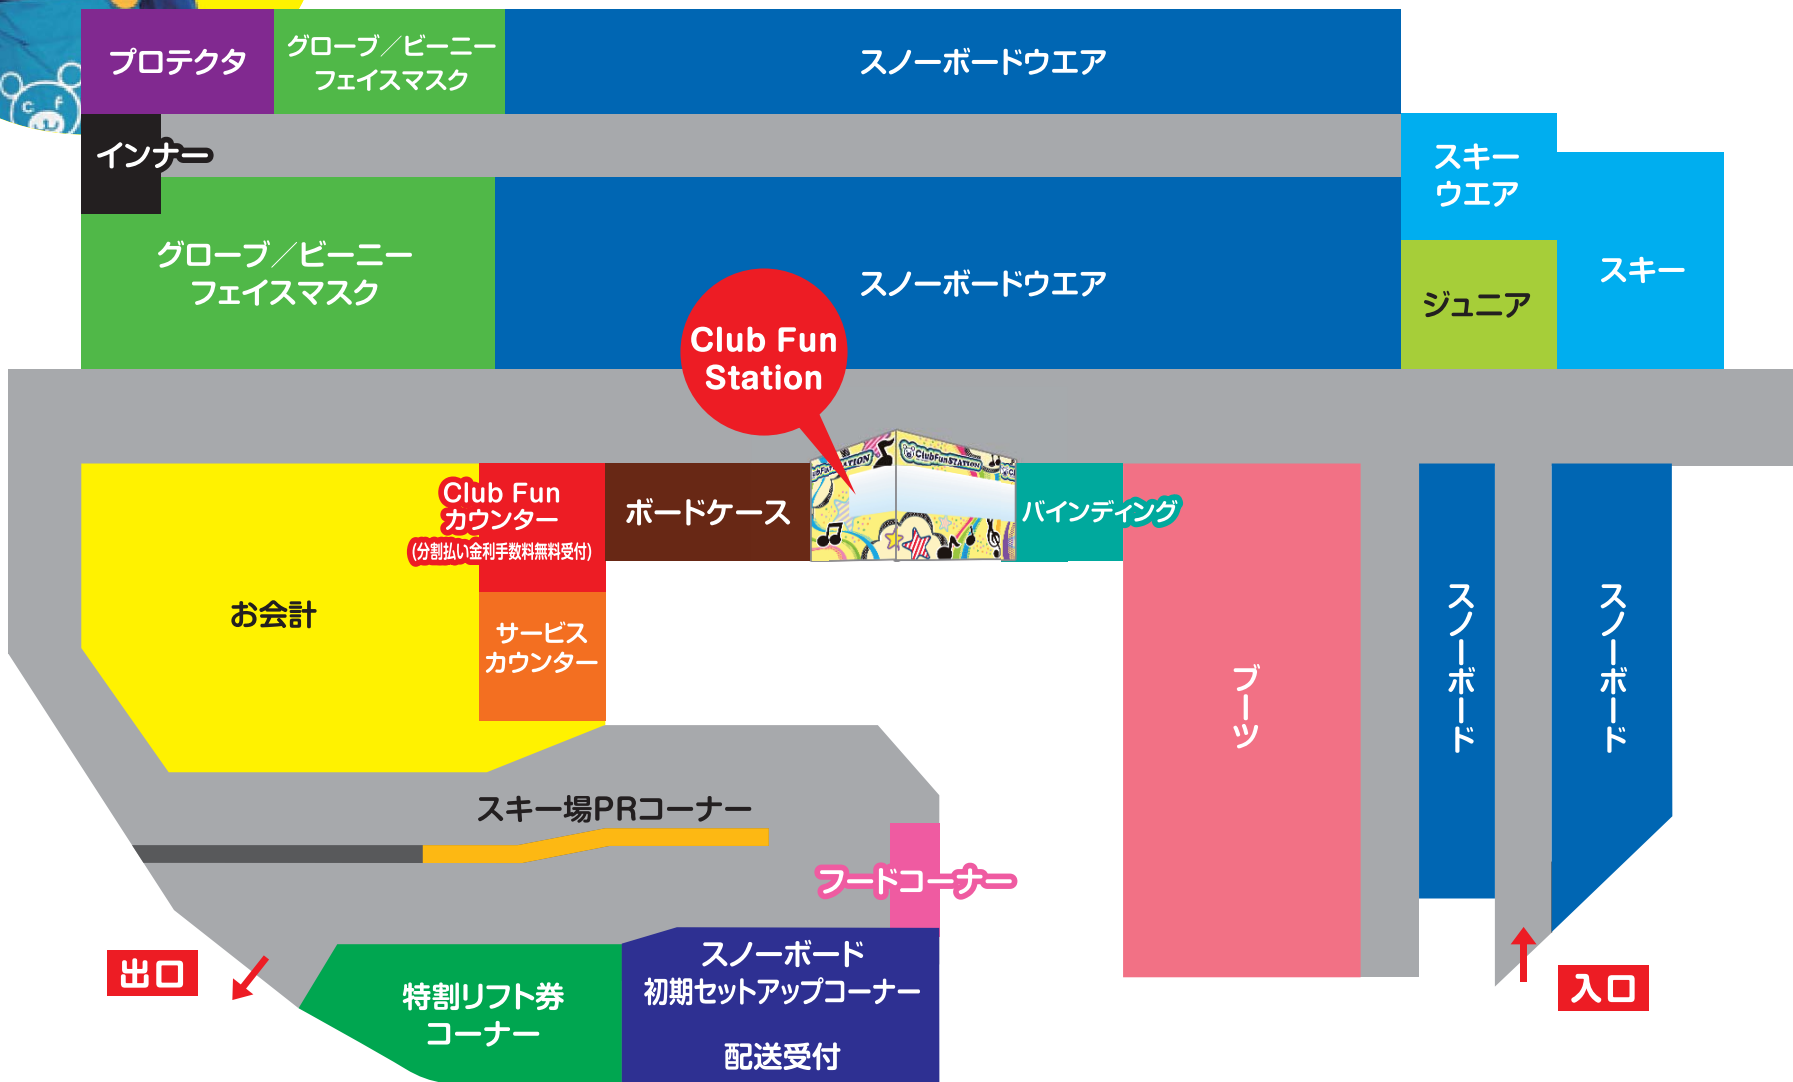 プロテクタ
グローブ／ビーニー
フェイスマスク
スノーボードウエア
インナー
スキー
ウエア
スキー
グローブ／ビーニー
フェイスマスク
スノーボードウエア
ジュニア
Club Fun
Station
ClubFunSTATION
Club Fun
カウンター
(分割払い金利手数料無料受付)
ボードケース
バインディング
お会計
サービス
カウンター
ブーツ
スノーボード
スノーボード
スキー場PRコーナー
フードコーナー
出口
特割リフト券
コーナー
スノーボード
初期セットアップコーナー
配送受付
入口